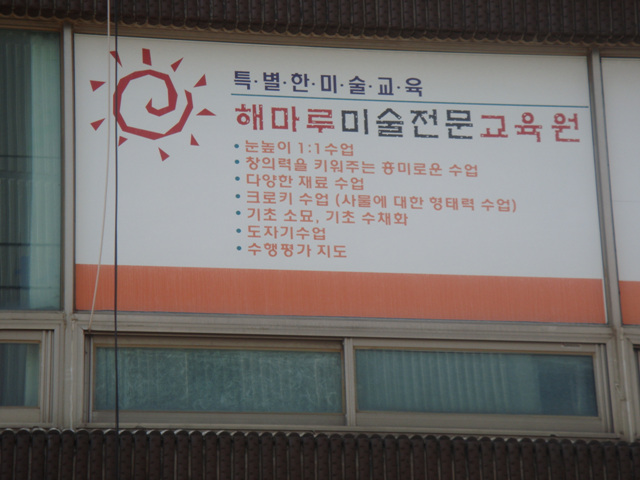 특·별·한·미·술·교·육
해마루미술전문교육원
• 눈높이 1:1수업
• 창의력을 키워주는 흥미로운 수업
• 다양한 재료 수업
• 크로키 수업 (사물에 대한 형태력 수업)
• 기초 소묘, 기초 수채화
• 도자기수업
• 수행평가 지도